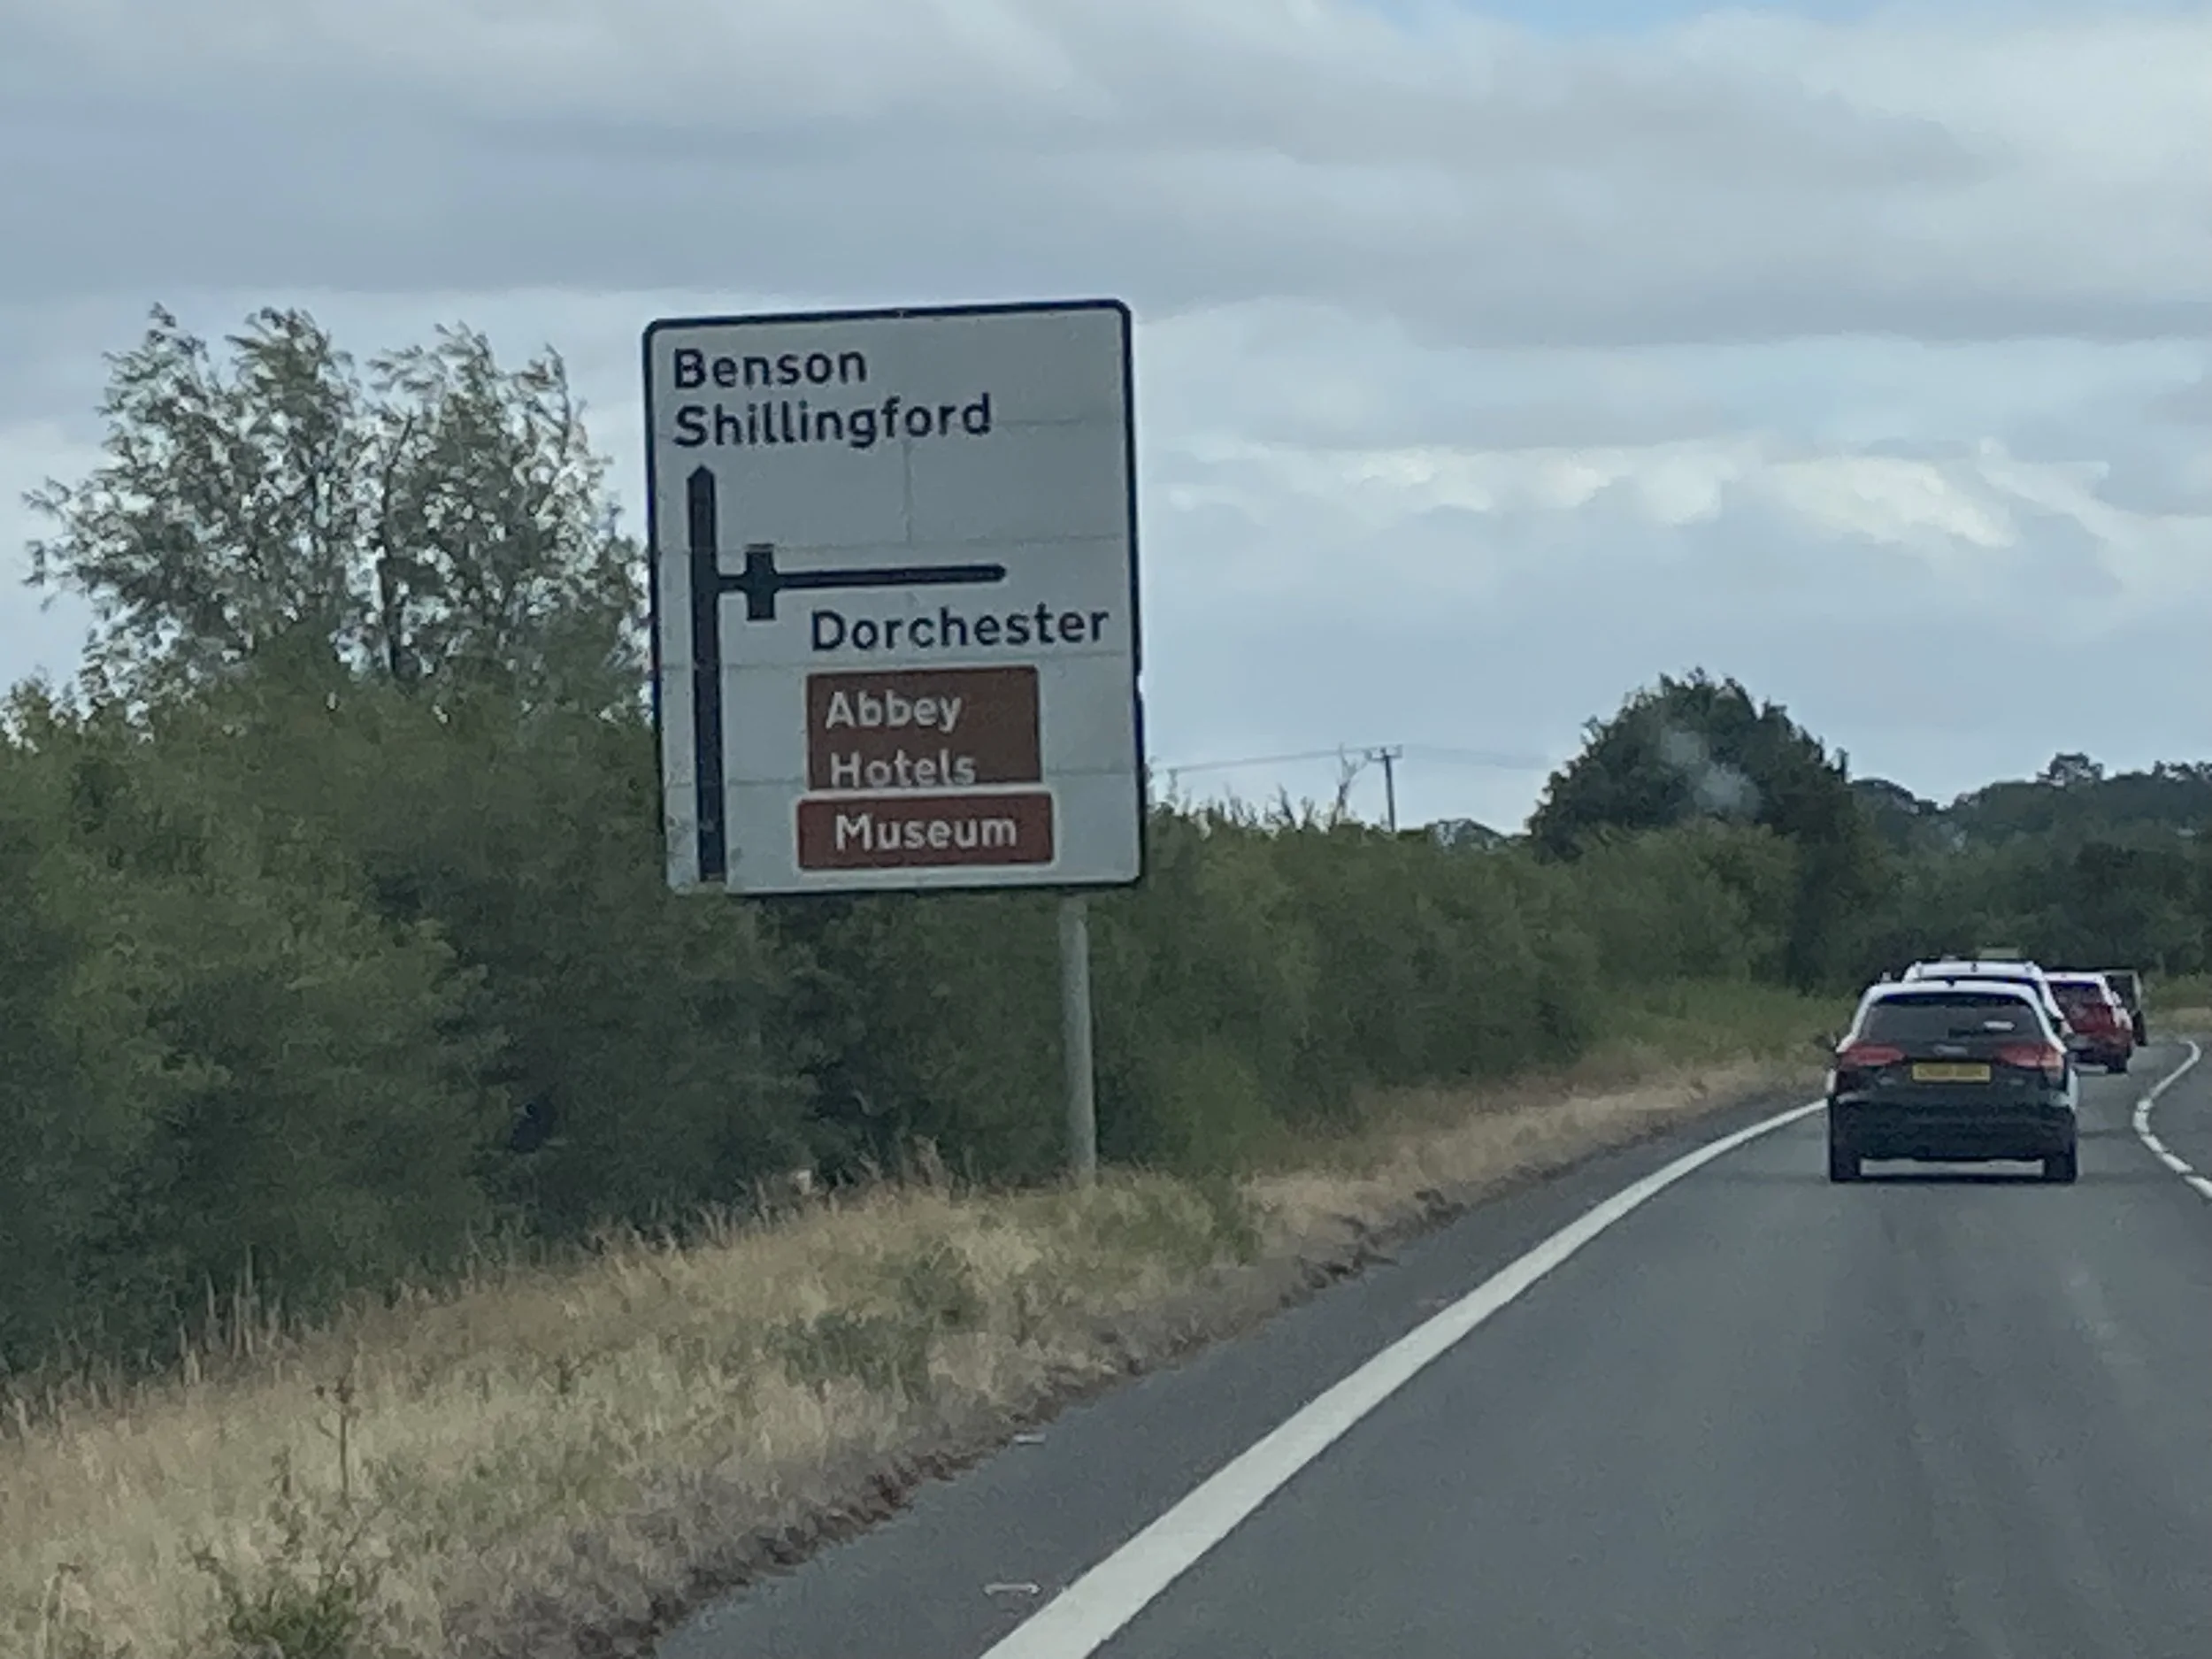 Benson
Shillingford
Dorchester
Abbey
Hotels
Museum